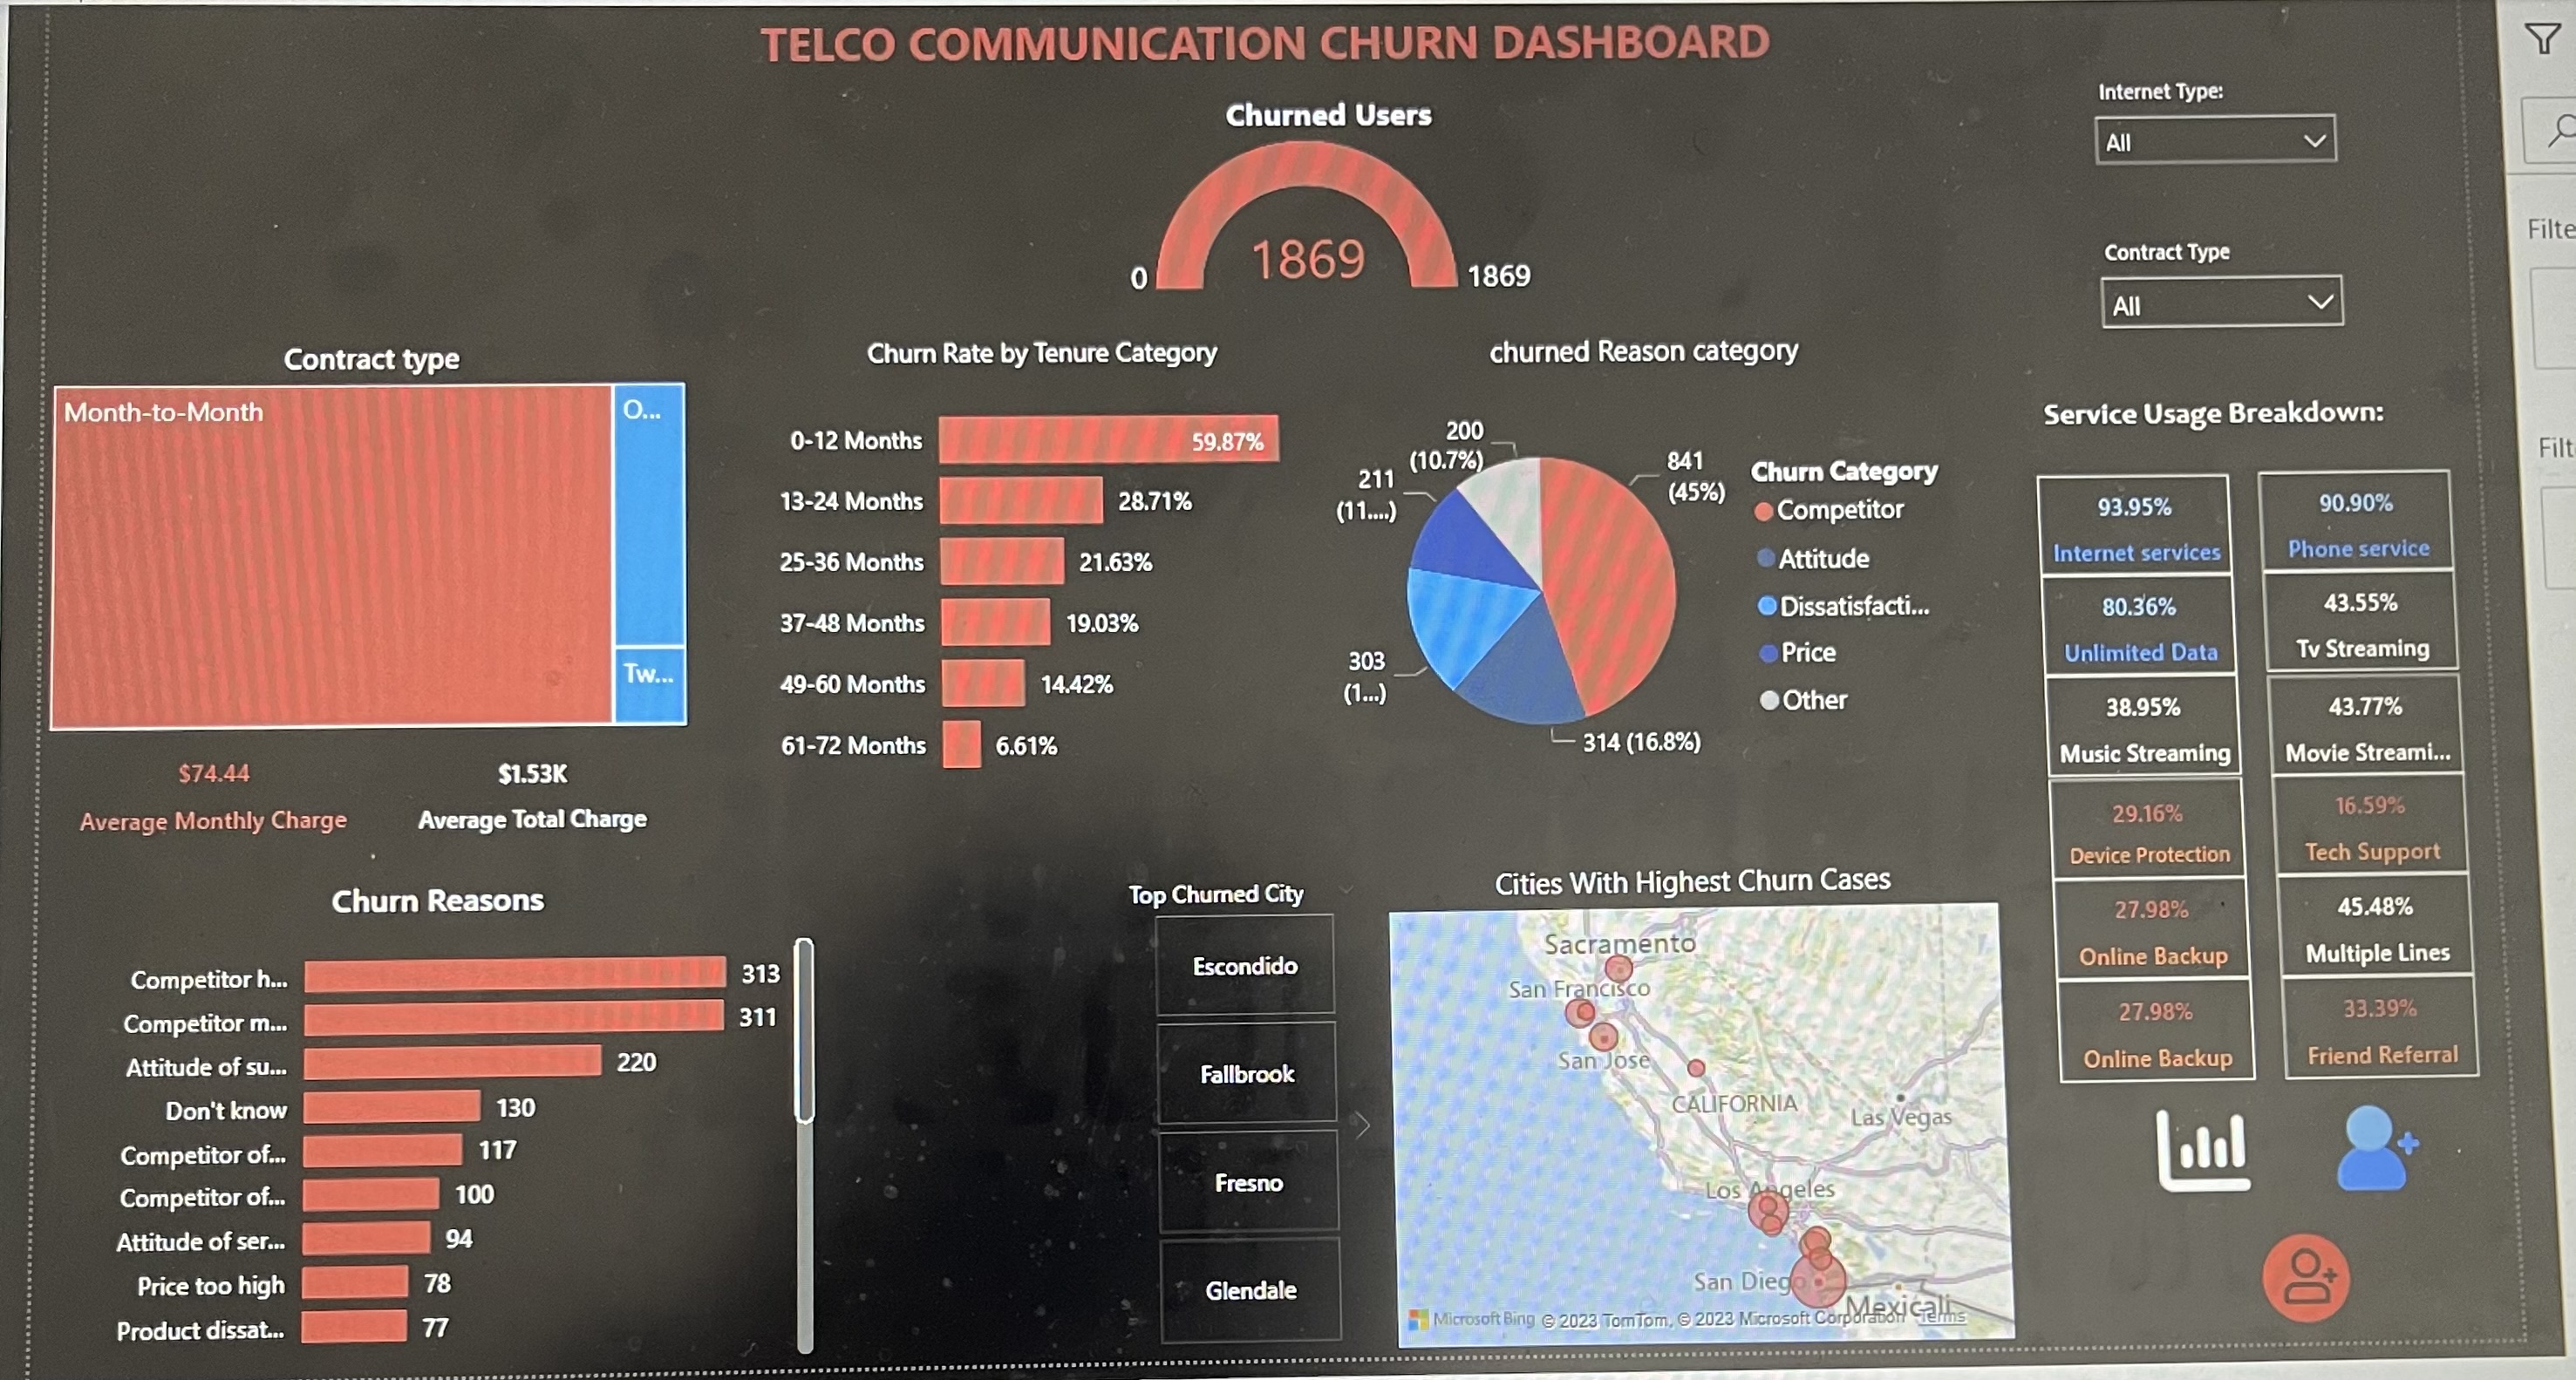 TELCO COMMUNICATION CHURN DASHBOARD
Churned Users
0
1869
1869
Internet Type:
All
Contract Type
All
Filte
Filt
Contract type
Month-to-Month
O...
Tw...
$74.44
Average Monthly Charge
$1.53K
Average Total Charge
Churn Rate by Tenure Category
0-12 Months 59.87%
13-24 Months 28.71%
25-36 Months 21.63%
37-48 Months 19.03%
49-60 Months 14.42%
61-72 Months 6.61%
churned Reason category
200
(10.7%)
211
(11....)
303
(1...)
841
(45%)
314 (16.8%)
Churn Category
Competitor
Attitude
Dissatisfacti...
Price
Other
Service Usage Breakdown:
93.95%
Internet services
90.90%
Phone service
80.36%
Unlimited Data
43.55%
Tv Streaming
38.95%
Music Streaming
43.77%
Movie Streami...
29.16%
Device Protection
16.59%
Tech Support
27.98%
Online Backup
45.48%
Multiple Lines
27.98%
Online Backup
33.39%
Friend Referral
Churn Reasons
Competitor h... 313
Competitor m... 311
Attitude of su... 220
Don't know 130
Competitor of... 117
Competitor of... 100
Attitude of ser... 94
Price too high 78
Product dissat... 77
Top Churned City
Escondido
Fallbrook
Fresno
Glendale
Cities With Highest Churn Cases
Sacramento
San Francisco
San Jose
CALIFORNIA
Las Vegas
Los Angeles
San Diego
Mexicali
Microsoft Bing © 2023 TomTom, © 2023 Microsoft Corporation Terms